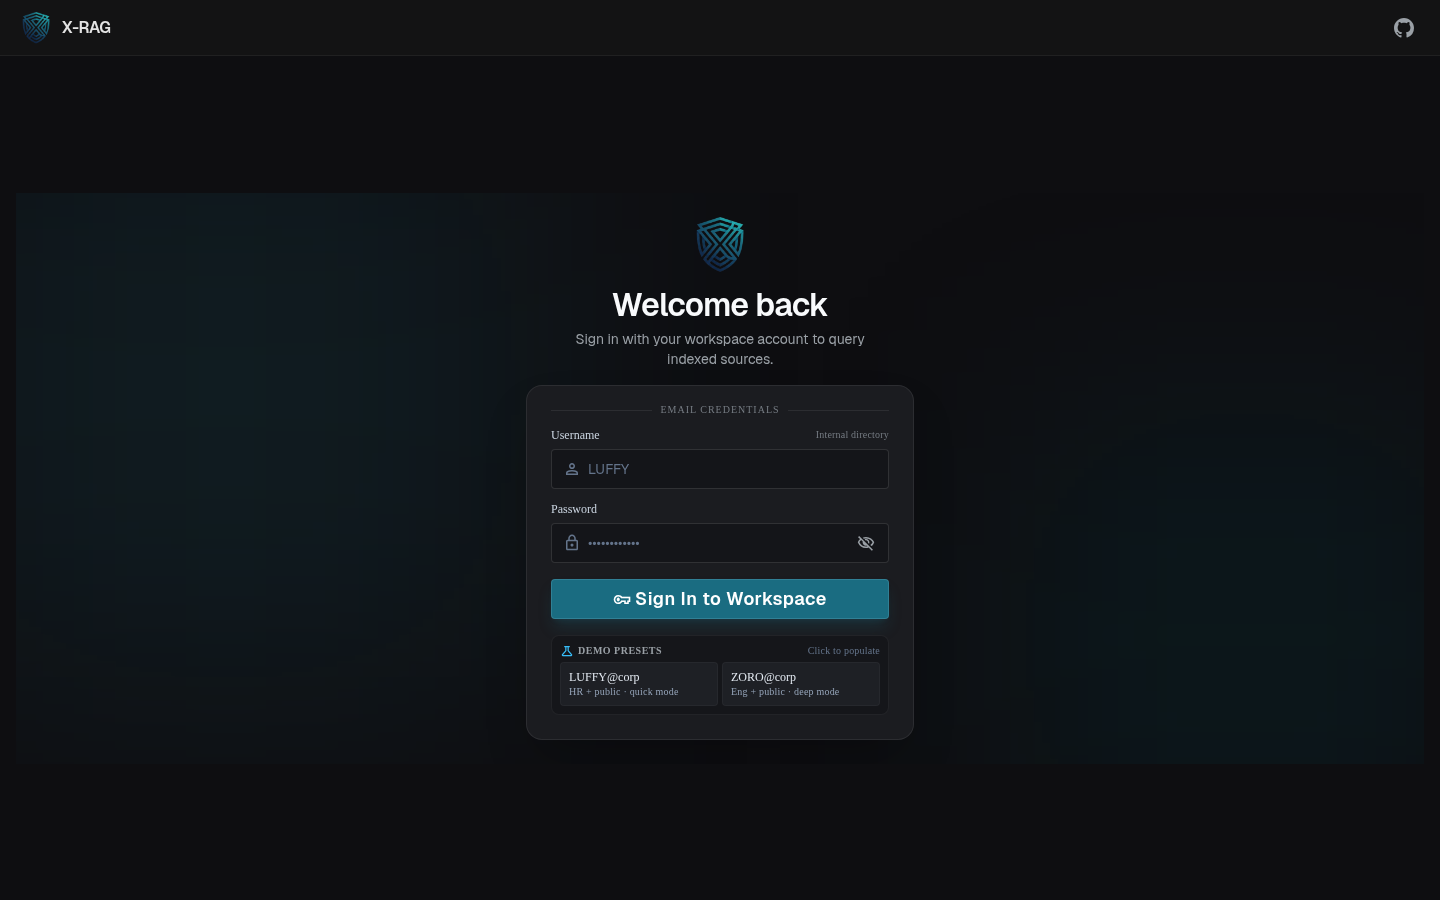 X-RAG
Welcome back
Sign in with your workspace account to query
indexed sources.
EMAIL CREDENTIALS
Username
Internal directory
LUFFY
Password
••••••••••••
Sign In to Workspace
DEMO PRESETS
Click to populate
LUFFY@corp
HR + public · quick mode
ZORO@corp
Eng + public · deep mode